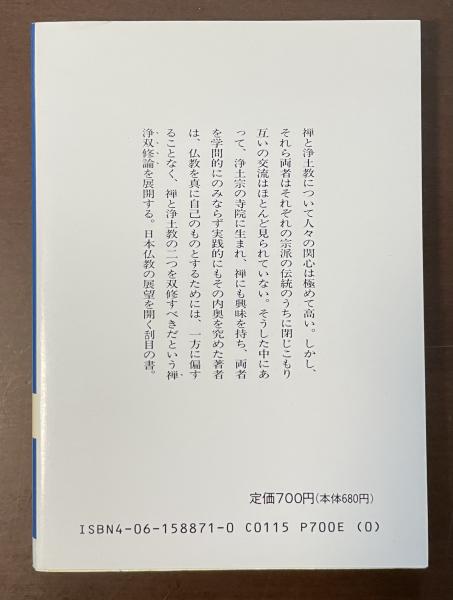 禅と浄土教について人々の関心は極めて高い。しかし、
それら両者はそれぞれの宗派の伝統のうちに閉じこもり
互いの交流はほとんど見られていない。そうした中にあ
って、浄土宗の寺院に生まれ、禅にも興味を持ち、両者
を学問的にのみならず実践的にもその内奥を究めた著者
は、仏教を真に自己のものとするためには、一方に偏す
ることなく、禅と浄土教の二つを双修すべきだという禅
浄双修論を展開する。日本仏教の展望を開く刮目の書。
定価700円(本体680円)
ISBN4-06-158871-0 C0115 P700E (0)